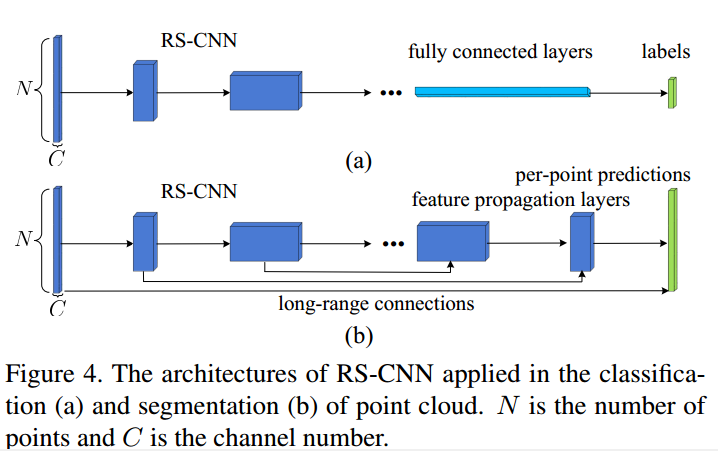 RS-CNN
fully connected layers
labels
N
•••
C
(a)
per-point predictions
RS-CNN
feature propagation layers
N
•••
C
long-range connections
(b)
Figure 4. The architectures of RS-CNN applied in the classifica-
tion (a) and segmentation (b) of point cloud. N is the number of
points and C is the channel number.